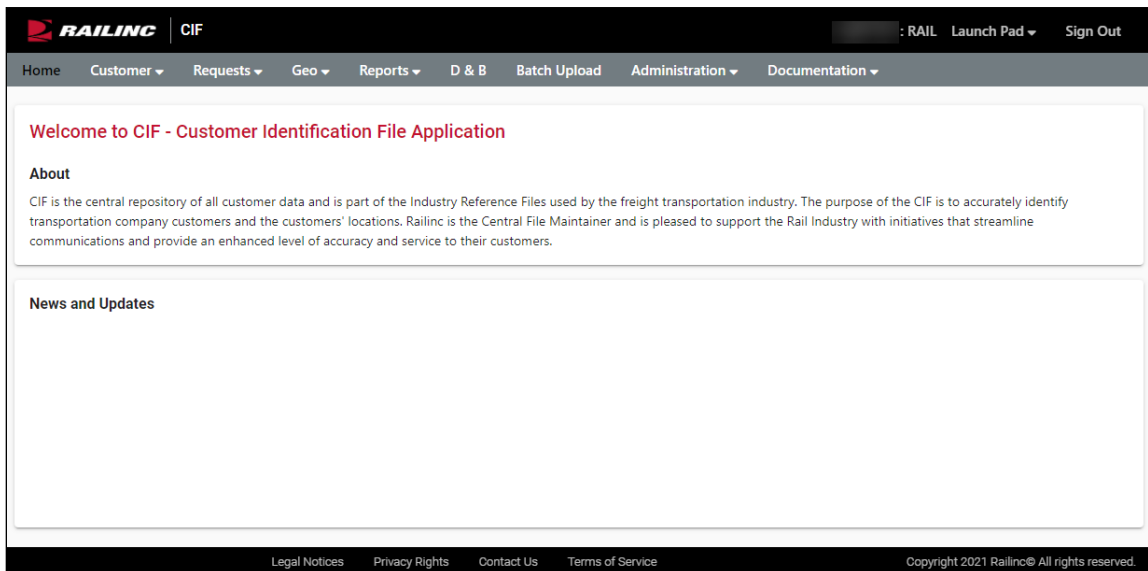 RAILINC CIF : RAIL Launch Pad Sign Out
Home Customer Requests Geo Reports D & B Batch Upload Administration Documentation
Welcome to CIF - Customer Identification File Application
About
CIF is the central repository of all customer data and is part of the Industry Reference Files used by the freight transportation industry. The purpose of the CIF is to accurately identify
transportation company customers and the customers' locations. Railinc is the Central File Maintainer and is pleased to support the Rail Industry with initiatives that streamline
communications and provide an enhanced level of accuracy and service to their customers.
News and Updates
Legal Notices Privacy Rights Contact Us Terms of Service Copyright 2021 Railinc© All rights reserved.